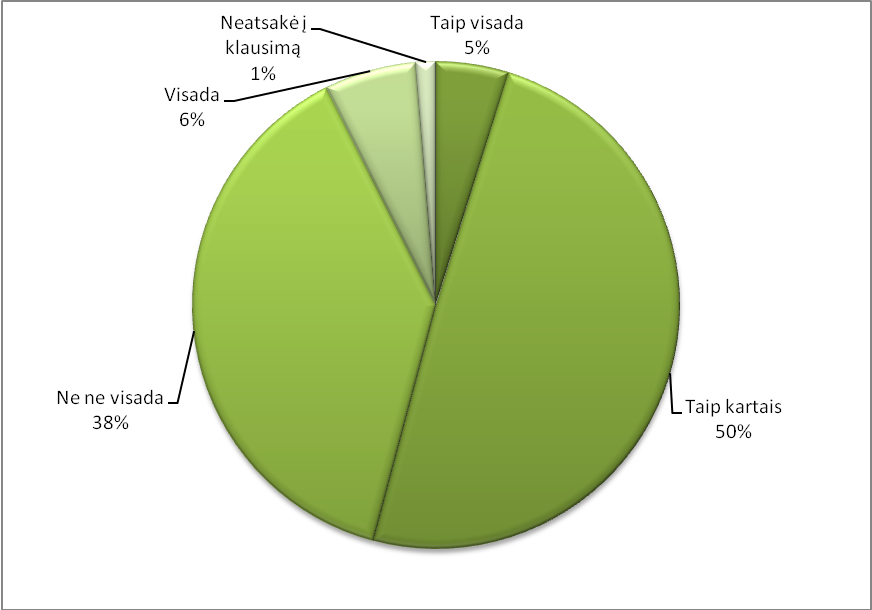 Taip visada
5%
Taip kartais
50%
Ne ne visada
38%
Visada
6%
Neatsakė į
klausimą
1%